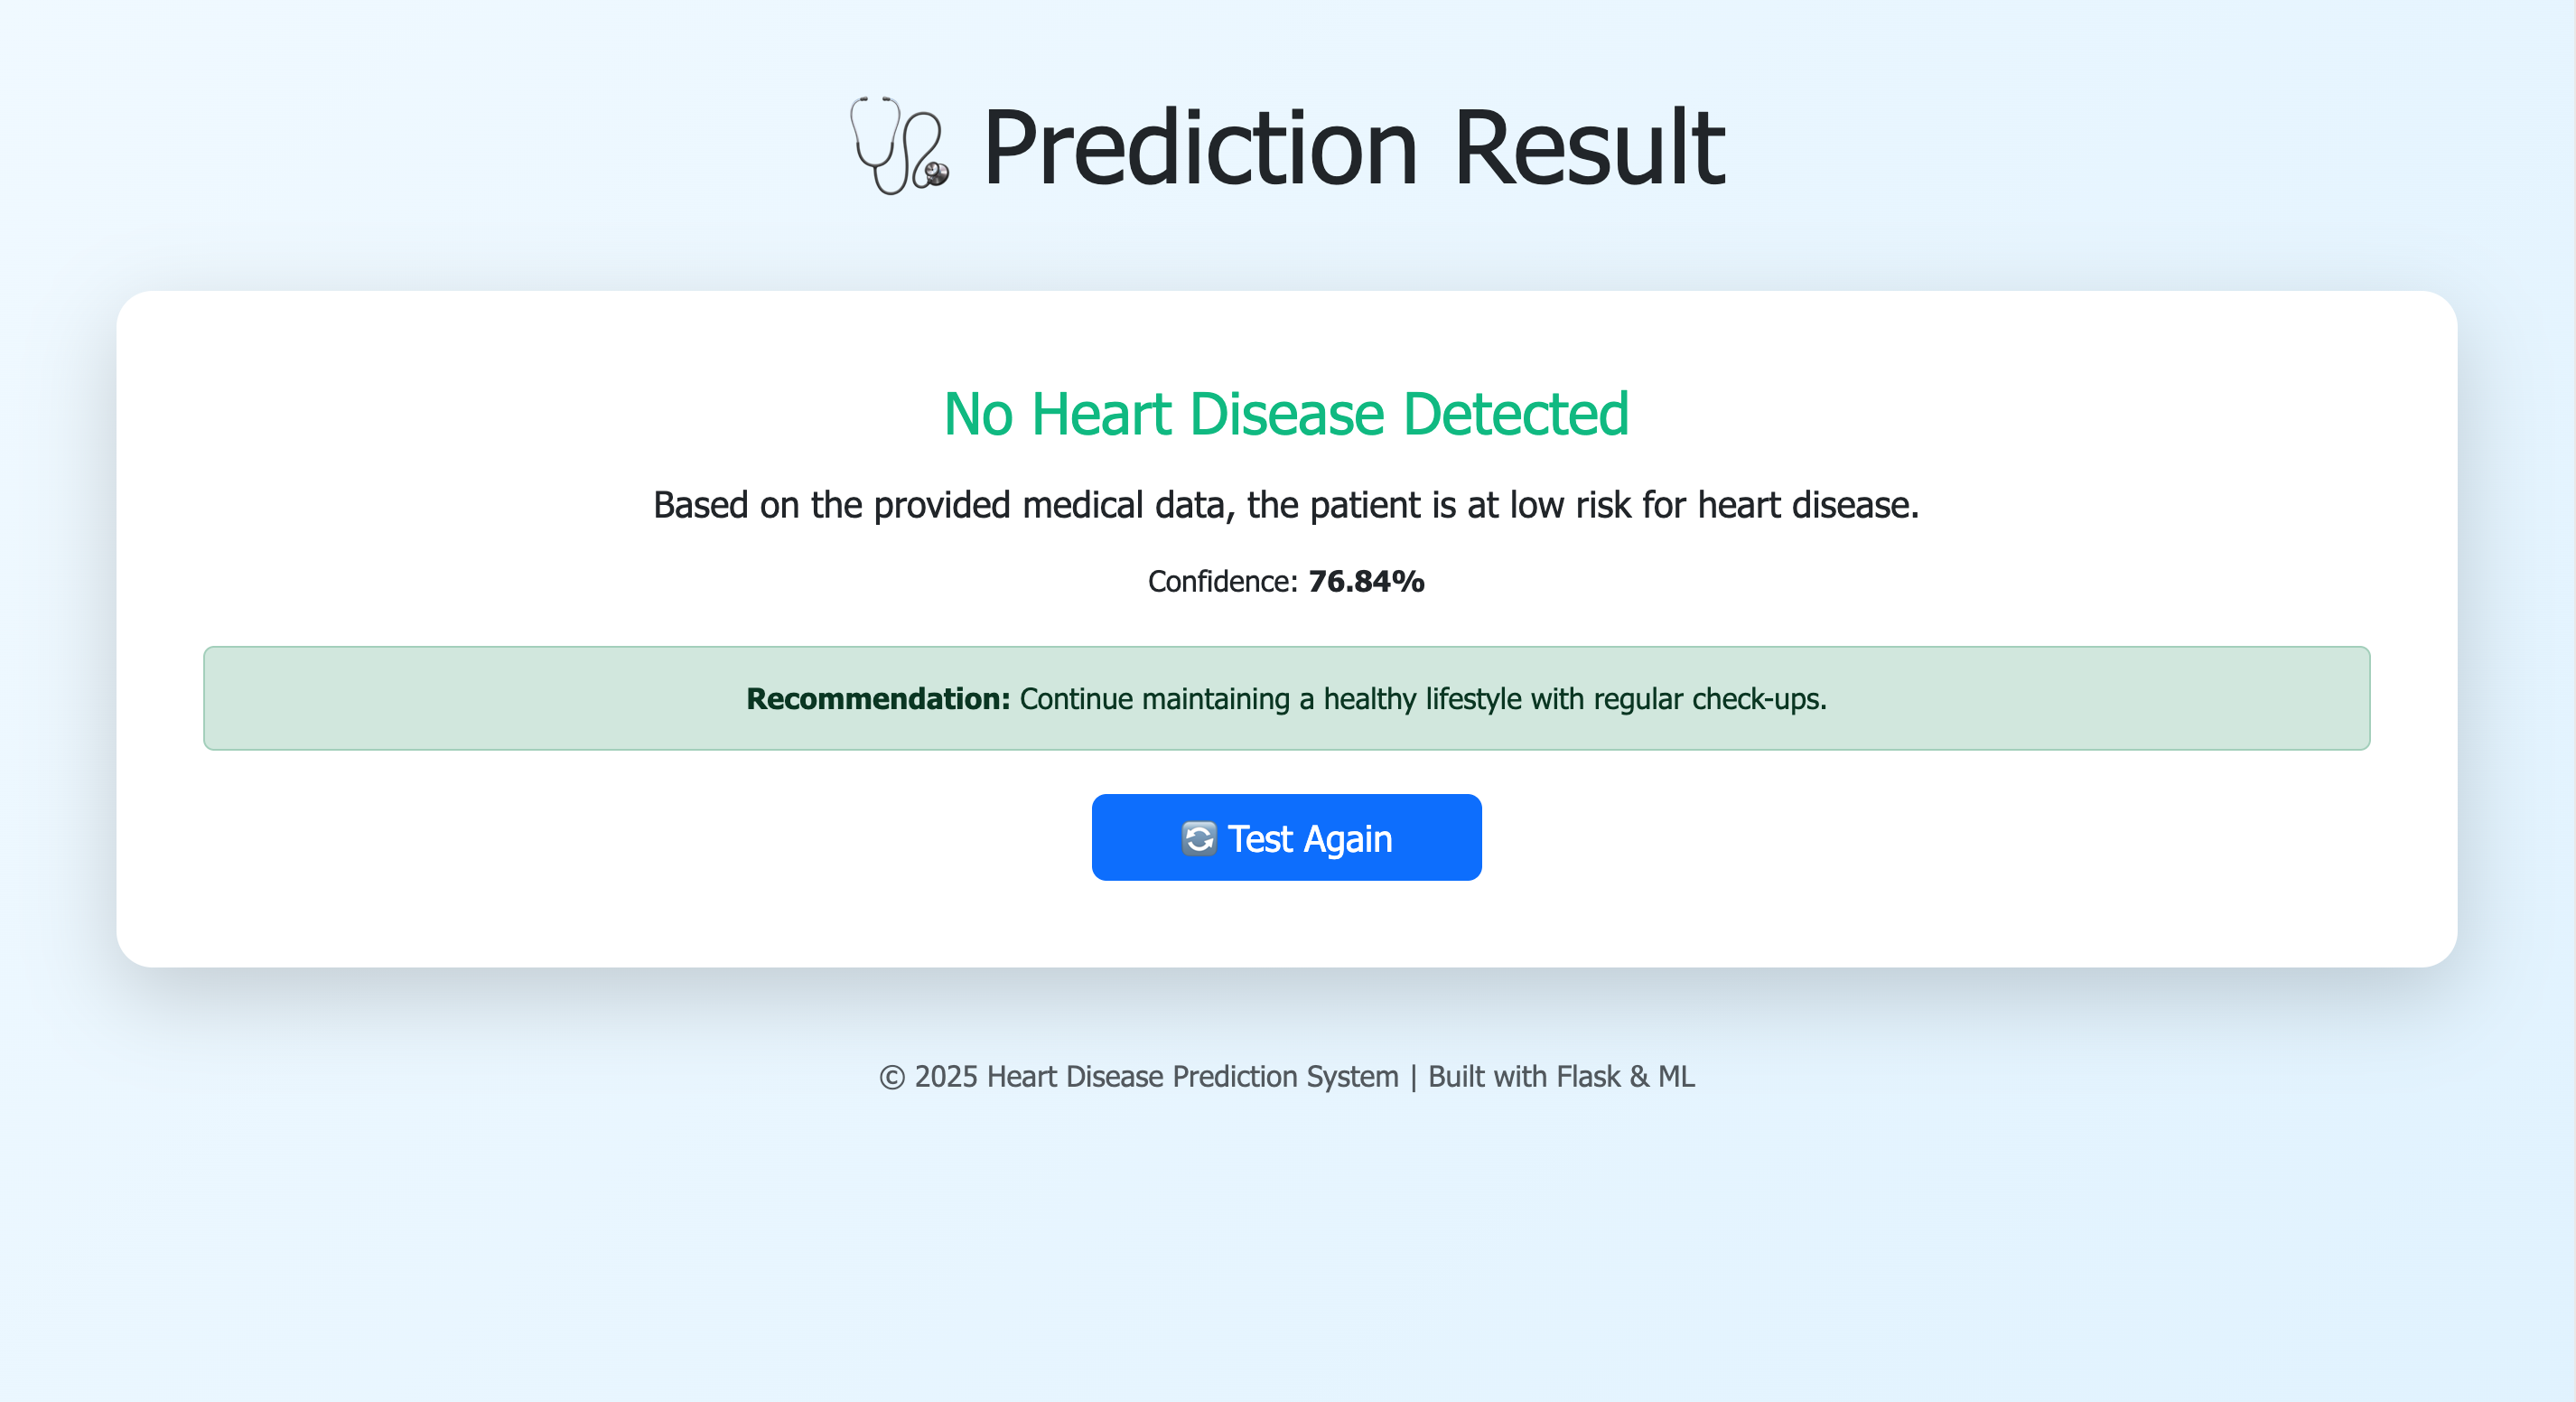 Prediction Result
No Heart Disease Detected
Based on the provided medical data, the patient is at low risk for heart disease.
Confidence: 76.84%
Recommendation: Continue maintaining a healthy lifestyle with regular check-ups.
Test Again
© 2025 Heart Disease Prediction System | Built with Flask & ML